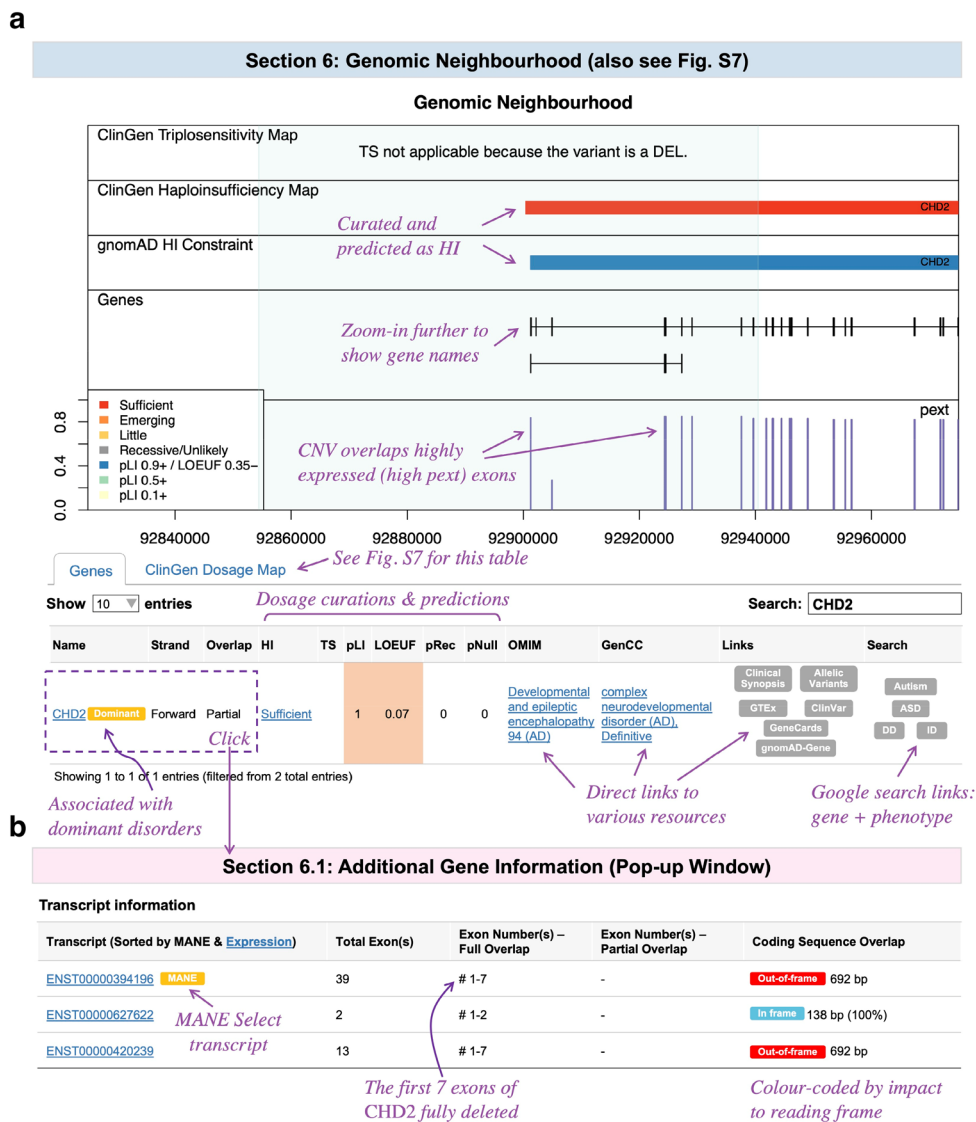 a
Section 6: Genomic Neighbourhood (also see Fig. S7)
Genomic Neighbourhood
ClinGen Triplosensitivity Map
TS not applicable because the variant is a DEL.
ClinGen Haploinsufficiency Map
CHD2
Curated and
predicted as HI
gnomAD HI Constraint
CHD2
Genes
Zoom-in further to
show gene names
Sufficient
Emerging
Little
Recessive/Unlikely
pLI 0.9+ / LOEUF 0.35−
pLI 0.5+
pLI 0.1+
pext
0.8
0.4
0.0
CNV overlaps highly
expressed (high pext) exons
92840000 92860000 92880000 92900000 92920000 92940000 92960000
See Fig. S7 for this table
Genes ClinGen Dosage Map
Dosage curations & predictions
Show 10 entries Search: CHD2
Name Strand Overlap HI TS pLI LOEUF pRec pNull OMIM GenCC Links Search
CHD2 Dominant Forward Partial Sufficient 1 0.07 0 0
Developmental
and epileptic
encephalopathy
94 (AD)
complex
neurodevelopmental
disorder (AD),
Definitive
Clinical
Synopsis
Allelic
Variants
GTEx ClinVar
GeneCards
gnomAD-Gene
Autism
ASD
DD ID
Click
Showing 1 to 1 of 1 entries (filtered from 2 total entries)
Associated with
dominant disorders
Direct links to
various resources
Google search links:
gene + phenotype
b
Section 6.1: Additional Gene Information (Pop-up Window)
Transcript information
Transcript (Sorted by MANE & Expression) Total Exon(s) Exon Number(s) –
Full Overlap
Exon Number(s) –
Partial Overlap
Coding Sequence Overlap
ENST00000394196 MANE 39 # 1-7 - Out-of-frame 692 bp
ENST00000627622 2 # 1-2 - In frame 138 bp (100%)
ENST00000420239 13 # 1-7 - Out-of-frame 692 bp
MANE Select
transcript
The first 7 exons of
CHD2 fully deleted
Colour-coded by impact
to reading frame